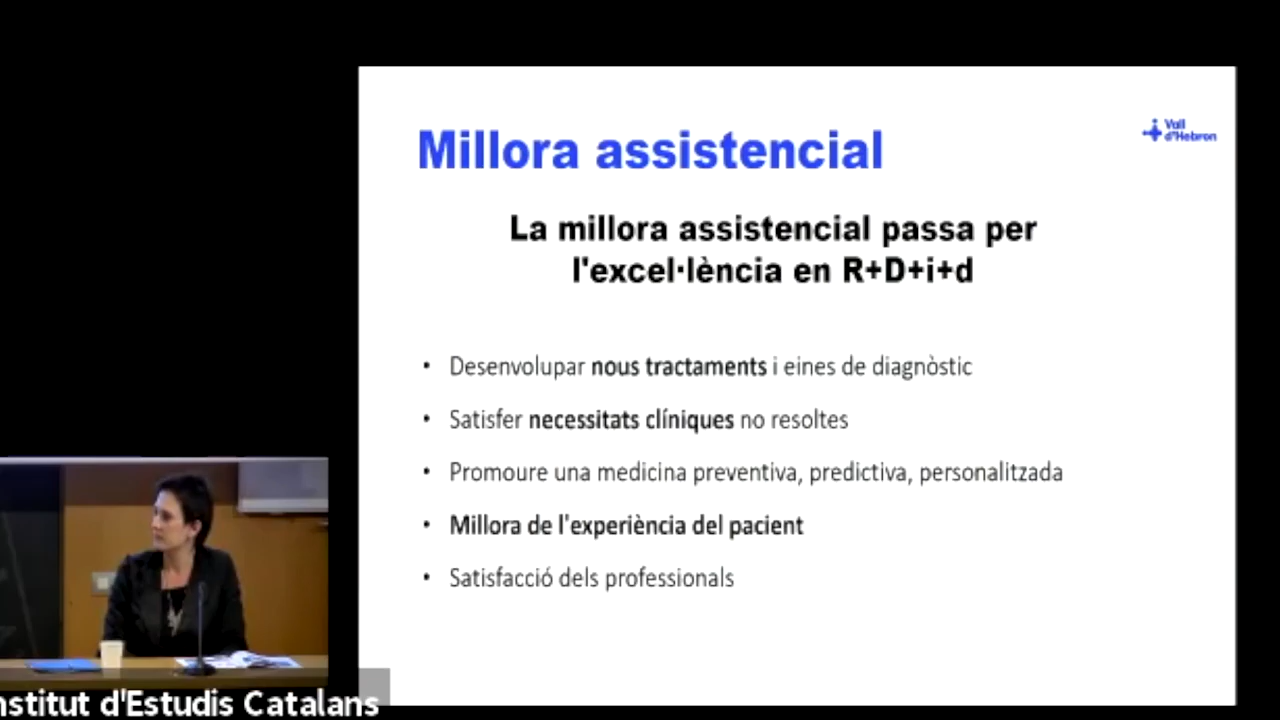 Millora assistencial
Vall
d'Hebron
La millora assistencial passa per
l'excel·lència en R+D+i+d
• Desenvolupar nous tractaments i eines de diagnòstic
• Satisfer necessitats clíniques no resoltes
• Promoure una medicina preventiva, predictiva, personalitzada
• Millora de l'experiència del pacient
• Satisfacció dels professionals
nstitut d'Estudis Catalans